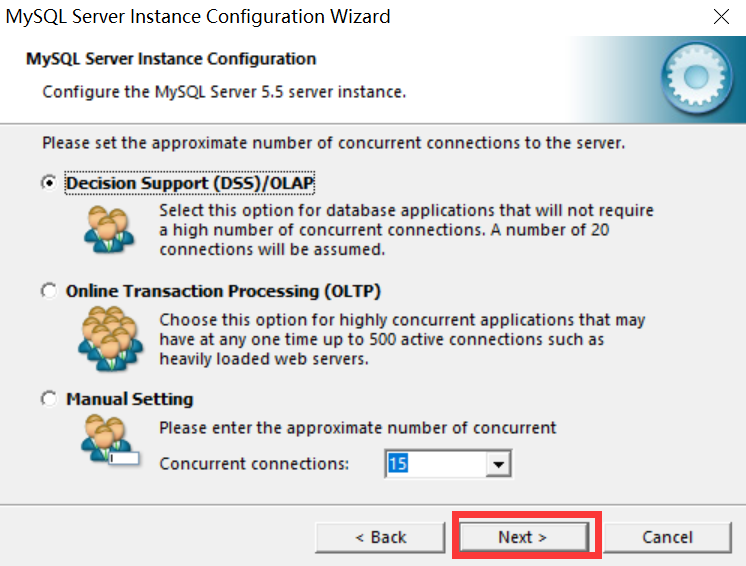 MySQL Server Instance Configuration Wizard
MySQL Server Instance Configuration
Configure the MySQL Server 5.5 server instance.
Please set the approximate number of concurrent connections to the server.
Decision Support (DSS)/OLAP
Select this option for database applications that will not require
a high number of concurrent connections. A number of 20
connections will be assumed.
Online Transaction Processing (OLTP)
Choose this option for highly concurrent applications that may
have at any one time up to 500 active connections such as
heavily loaded web servers.
Manual Setting
Please enter the approximate number of concurrent
Concurrent connections: 15
< Back Next > Cancel